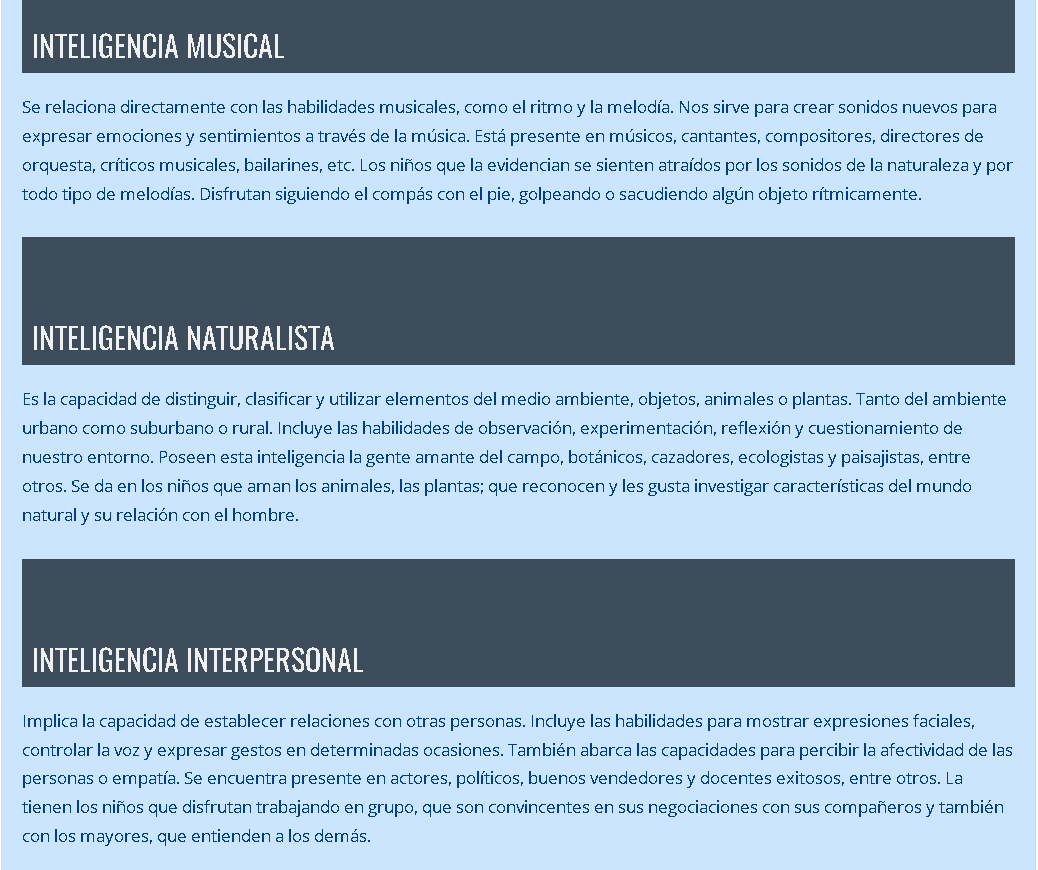 INTELIGENCIA MUSICAL
Se relaciona directamente con las habilidades musicales, como el ritmo y la melodía. Nos sirve para crear sonidos nuevos para
expresar emociones y sentimientos a través de la música. Está presente en músicos, cantantes, compositores, directores de
orquesta, críticos musicales, bailarines, etc. Los niños que la evidencian se sienten atraídos por los sonidos de la naturaleza y por
todo tipo de melodías. Disfrutan siguiendo el compás con el pie, golpeando o sacudiendo algún objeto rítmicamente.
INTELIGENCIA NATURALISTA
Es la capacidad de distinguir, clasificar y utilizar elementos del medio ambiente, objetos, animales o plantas. Tanto del ambiente
urbano como suburbano o rural. Incluye las habilidades de observación, experimentación, reflexión y cuestionamiento de
nuestro entorno. Poseen esta inteligencia la gente amante del campo, botánicos, cazadores, ecologistas y paisajistas, entre
otros. Se da en los niños que aman los animales, las plantas; que reconocen y les gusta investigar características del mundo
natural y su relación con el hombre.
INTELIGENCIA INTERPERSONAL
Implica la capacidad de establecer relaciones con otras personas. Incluye las habilidades para mostrar expresiones faciales,
controlar la voz y expresar gestos en determinadas ocasiones. También abarca las capacidades para percibir la afectividad de las
personas o empatía. Se encuentra presente en actores, políticos, buenos vendedores y docentes exitosos, entre otros. La
tienen los niños que disfrutan trabajando en grupo, que son convincentes en sus negociaciones con sus compañeros y también
con los mayores, que entienden a los demás.